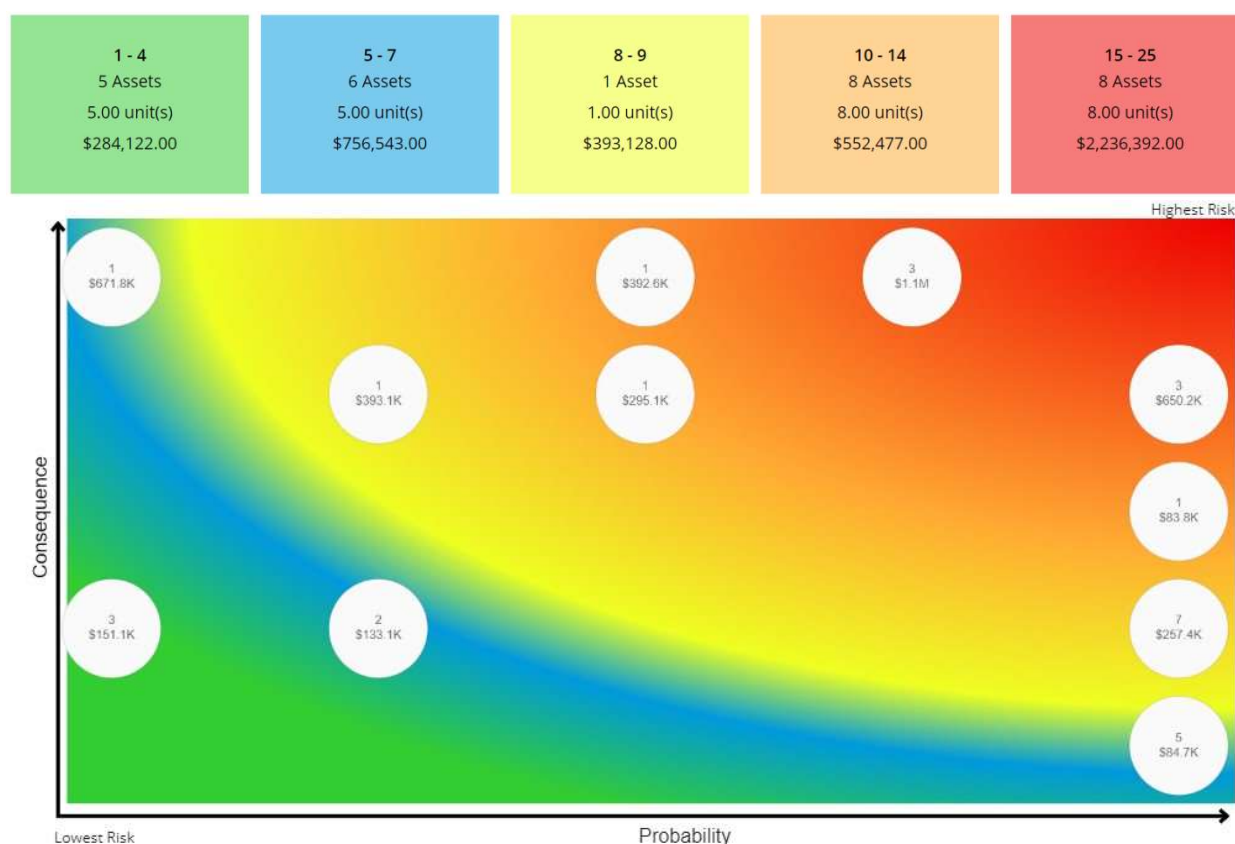 1 - 4
5 Assets
5.00 unit(s)
$284,122.00
5 - 7
6 Assets
5.00 unit(s)
$756,543.00
8 - 9
1 Asset
1.00 unit(s)
$393,128.00
10 - 14
8 Assets
8.00 unit(s)
$552,477.00
15 - 25
8 Assets
8.00 unit(s)
$2,236,392.00
Highest Risk
1
$671.8K
1
$392.6K
3
$1.1M
1
$393.1K
1
$295.1K
3
$650.2K
1
$83.8K
3
$151.1K
2
$133.1K
7
$257.4K
5
$84.7K
Consequence
Lowest Risk
Probability